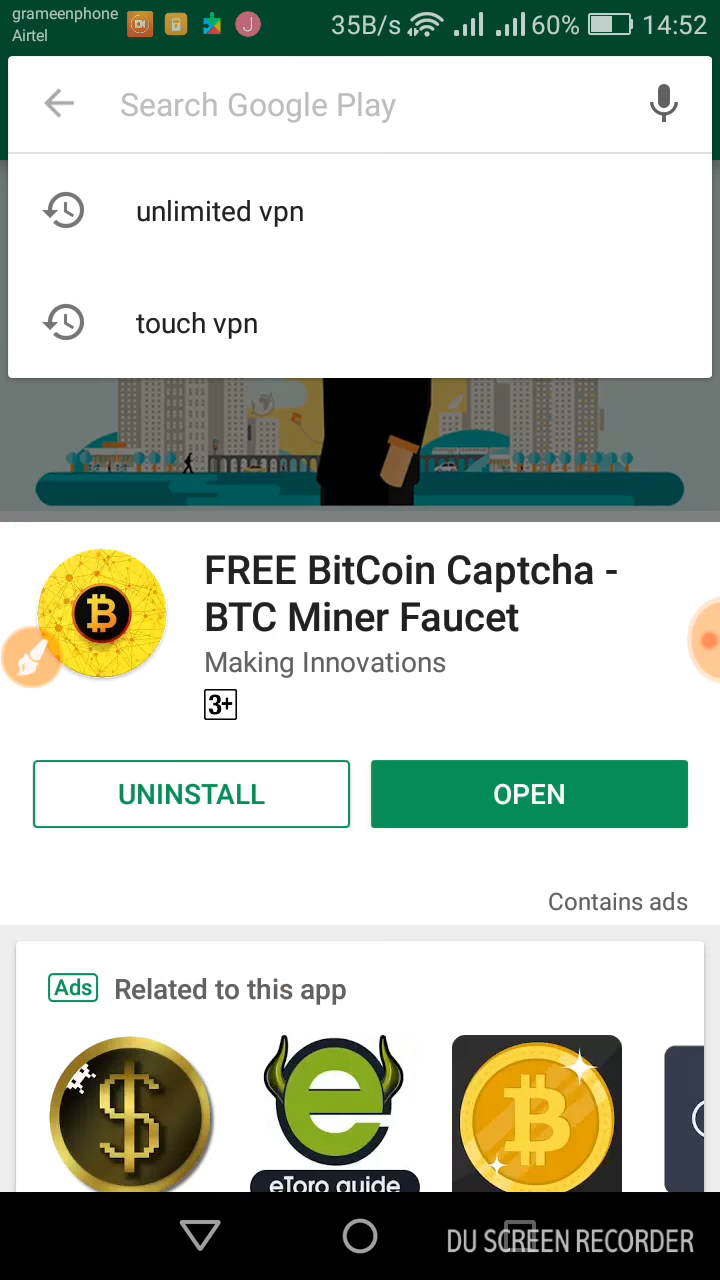 grameenphone
Airtel
J
35B/s
60%
14:52
Search Google Play
unlimited vpn
touch vpn
FREE BitCoin Captcha -
BTC Miner Faucet
Making Innovations
3+
UNINSTALL
OPEN
Contains ads
Ads
Related to this app
eToro guide
DU SCREEN RECORDER